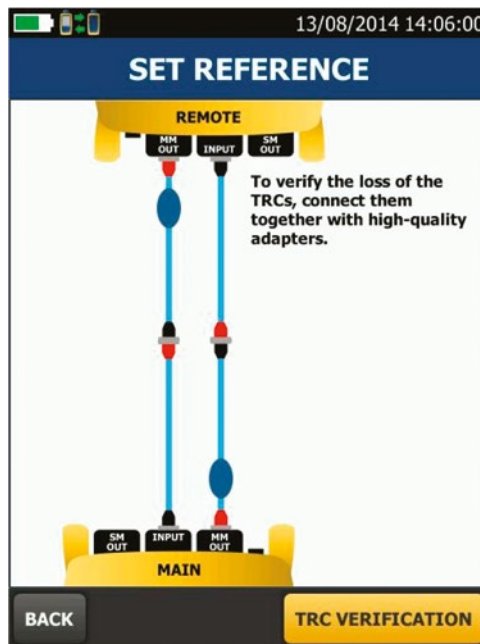 13/08/2014 14:06:00
SET REFERENCE
REMOTE
MM OUT
INPUT
SM OUT
To verify the loss of the
TRCs, connect them
together with high-quality
adapters.
SM OUT
INPUT
MM OUT
MAIN
BACK
TRC VERIFICATION